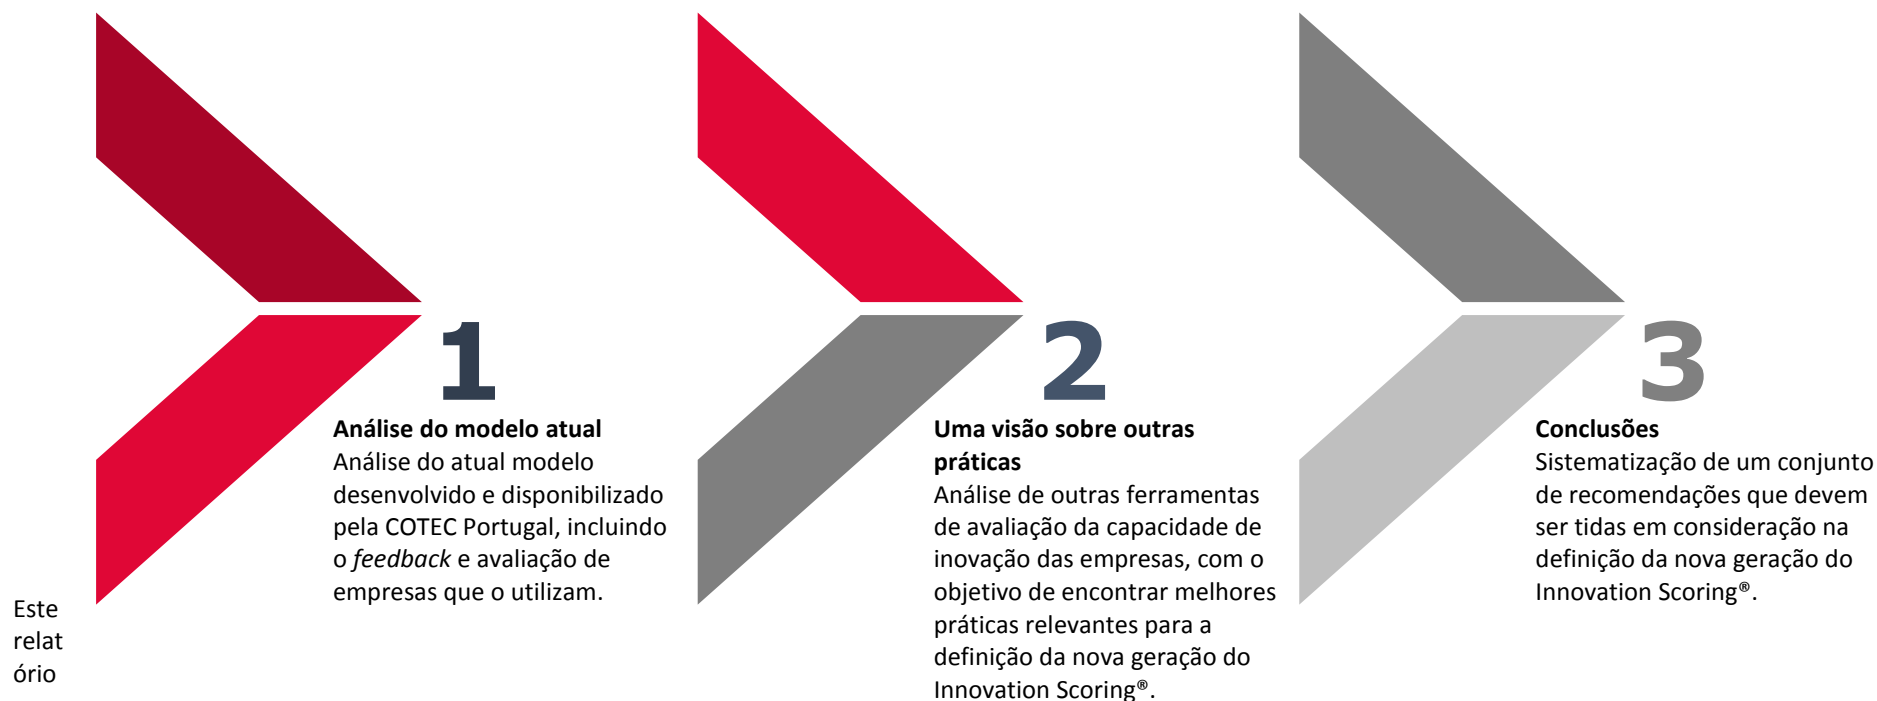 1
Análise do modelo atual
Análise do atual modelo
desenvolvido e disponibilizado
pela COTEC Portugal, incluindo
o feedback e avaliação de
empresas que o utilizam.
2
Uma visão sobre outras
práticas
Análise de outras ferramentas
de avaliação da capacidade de
inovação das empresas, com o
objetivo de encontrar melhores
práticas relevantes para a
definição da nova geração do
Innovation Scoring®.
3
Conclusões
Sistematização de um conjunto
de recomendações que devem
ser tidas em consideração na
definição da nova geração do
Innovation Scoring®.
Este
relat
ório